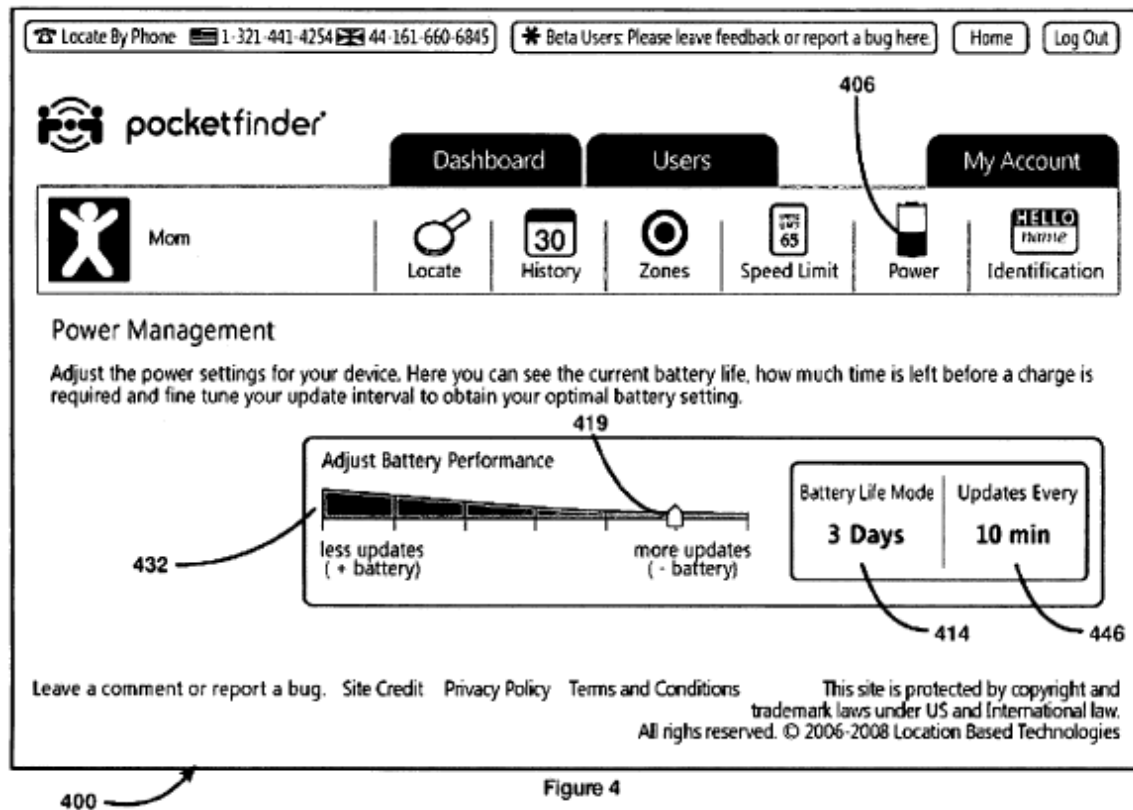 Locate By Phone 1-321-441-4254 44-161-660-6845 Beta Users: Please leave feedback or report a bug here. Home Log Out
406
pocketfinder
Dashboard Users My Account
Mom
30 65 HELLO name
Locate History Zones Speed Limit Power Identification
Power Management
Adjust the power settings for your device. Here you can see the current battery life, how much time is left before a charge is
required and fine tune your update interval to obtain your optimal battery setting.
419
Adjust Battery Performance
Battery Life Mode Updates Every
3 Days 10 min
432
less updates more updates
( + battery) ( - battery)
414 446
Leave a comment or report a bug. Site Credit Privacy Policy Terms and Conditions This site is protected by copyright and
trademark laws under US and International law.
All righs reserved. © 2006-2008 Location Based Technologies
400
Figure 4